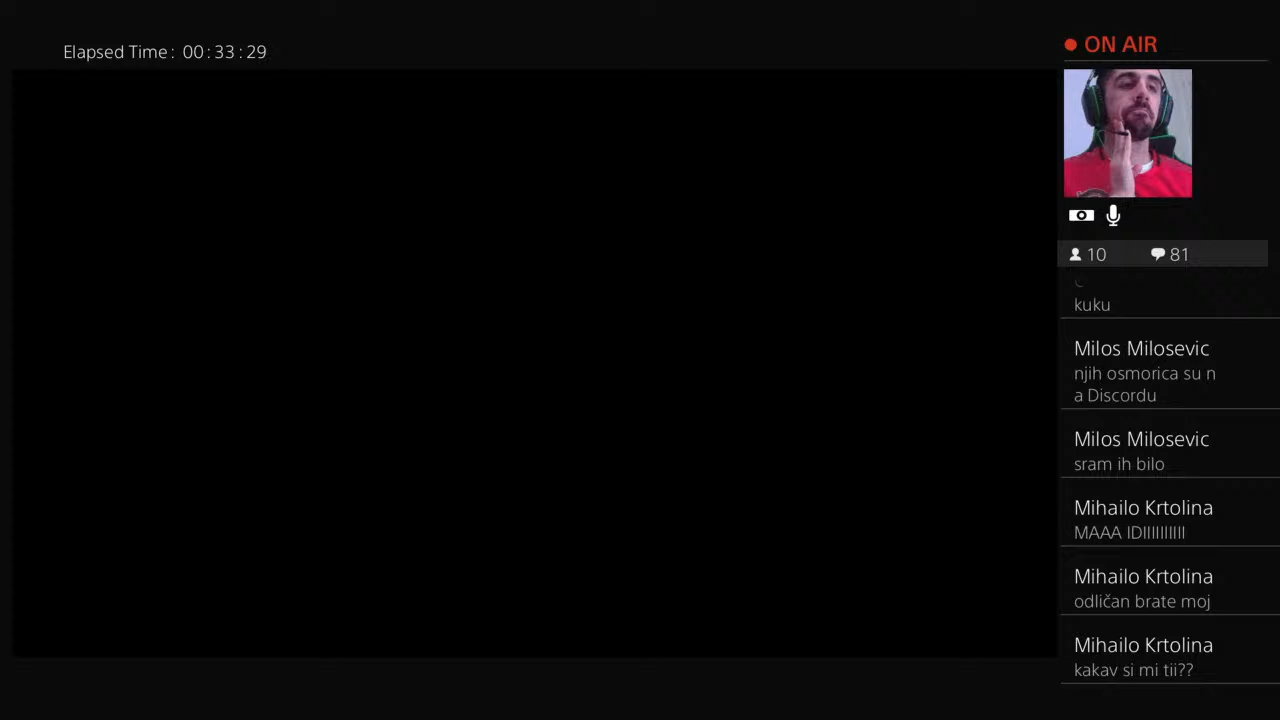 Elapsed Time: 00:33:29
ON AIR
10 81
kuku
Milos Milosevic
njih osmorica su n
a Discordu
Milos Milosevic
sram ih bilo
Mihailo Krtolina
MAAA IDIIIIIIIIII
Mihailo Krtolina
odličan brate moj
Mihailo Krtolina
kakav si mi tii??